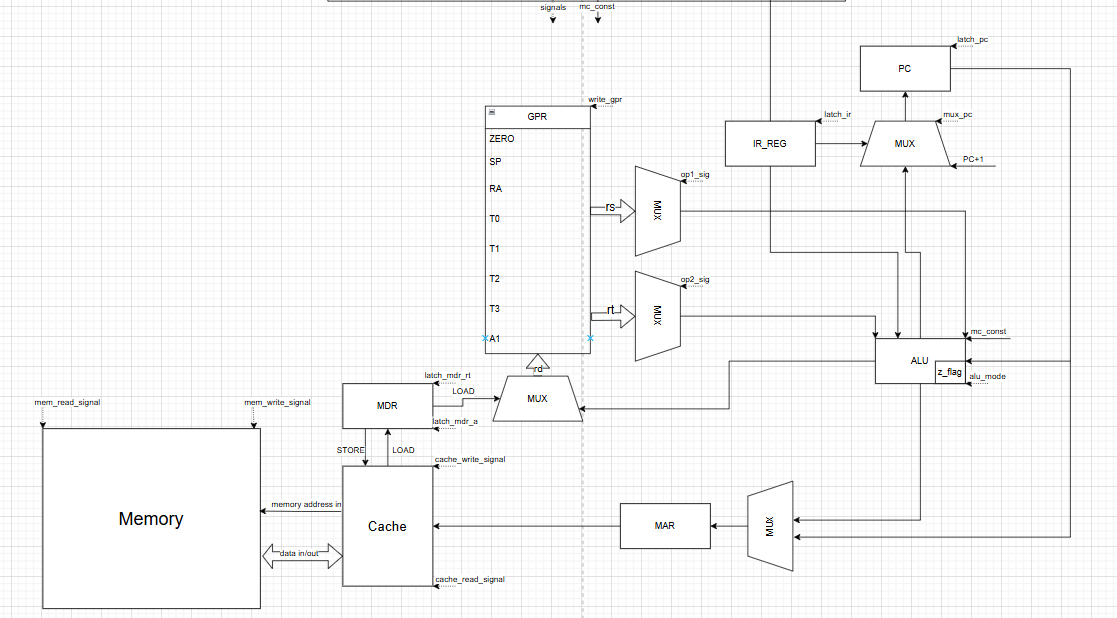 signals
mc_const
latch_pc
PC
write_gpr
GPR
latch_ir
mux_pc
ZERO
IR_REG
MUX
SP
PC+1
op1_sig
RA
rs
MUX
T0
T1
T2
op2_sig
T3
rt
MUX
A1
mc_const
ALU
z_flag
alu_mode
rd
latch_mdr_rt
LOAD
MUX
MDR
mem_read_signal
mem_write_signal
latch_mdr_a
STORE
LOAD
cache_write_signal
memory address in
Memory
Cache
MAR
MUX
data in/out
cache_read_signal